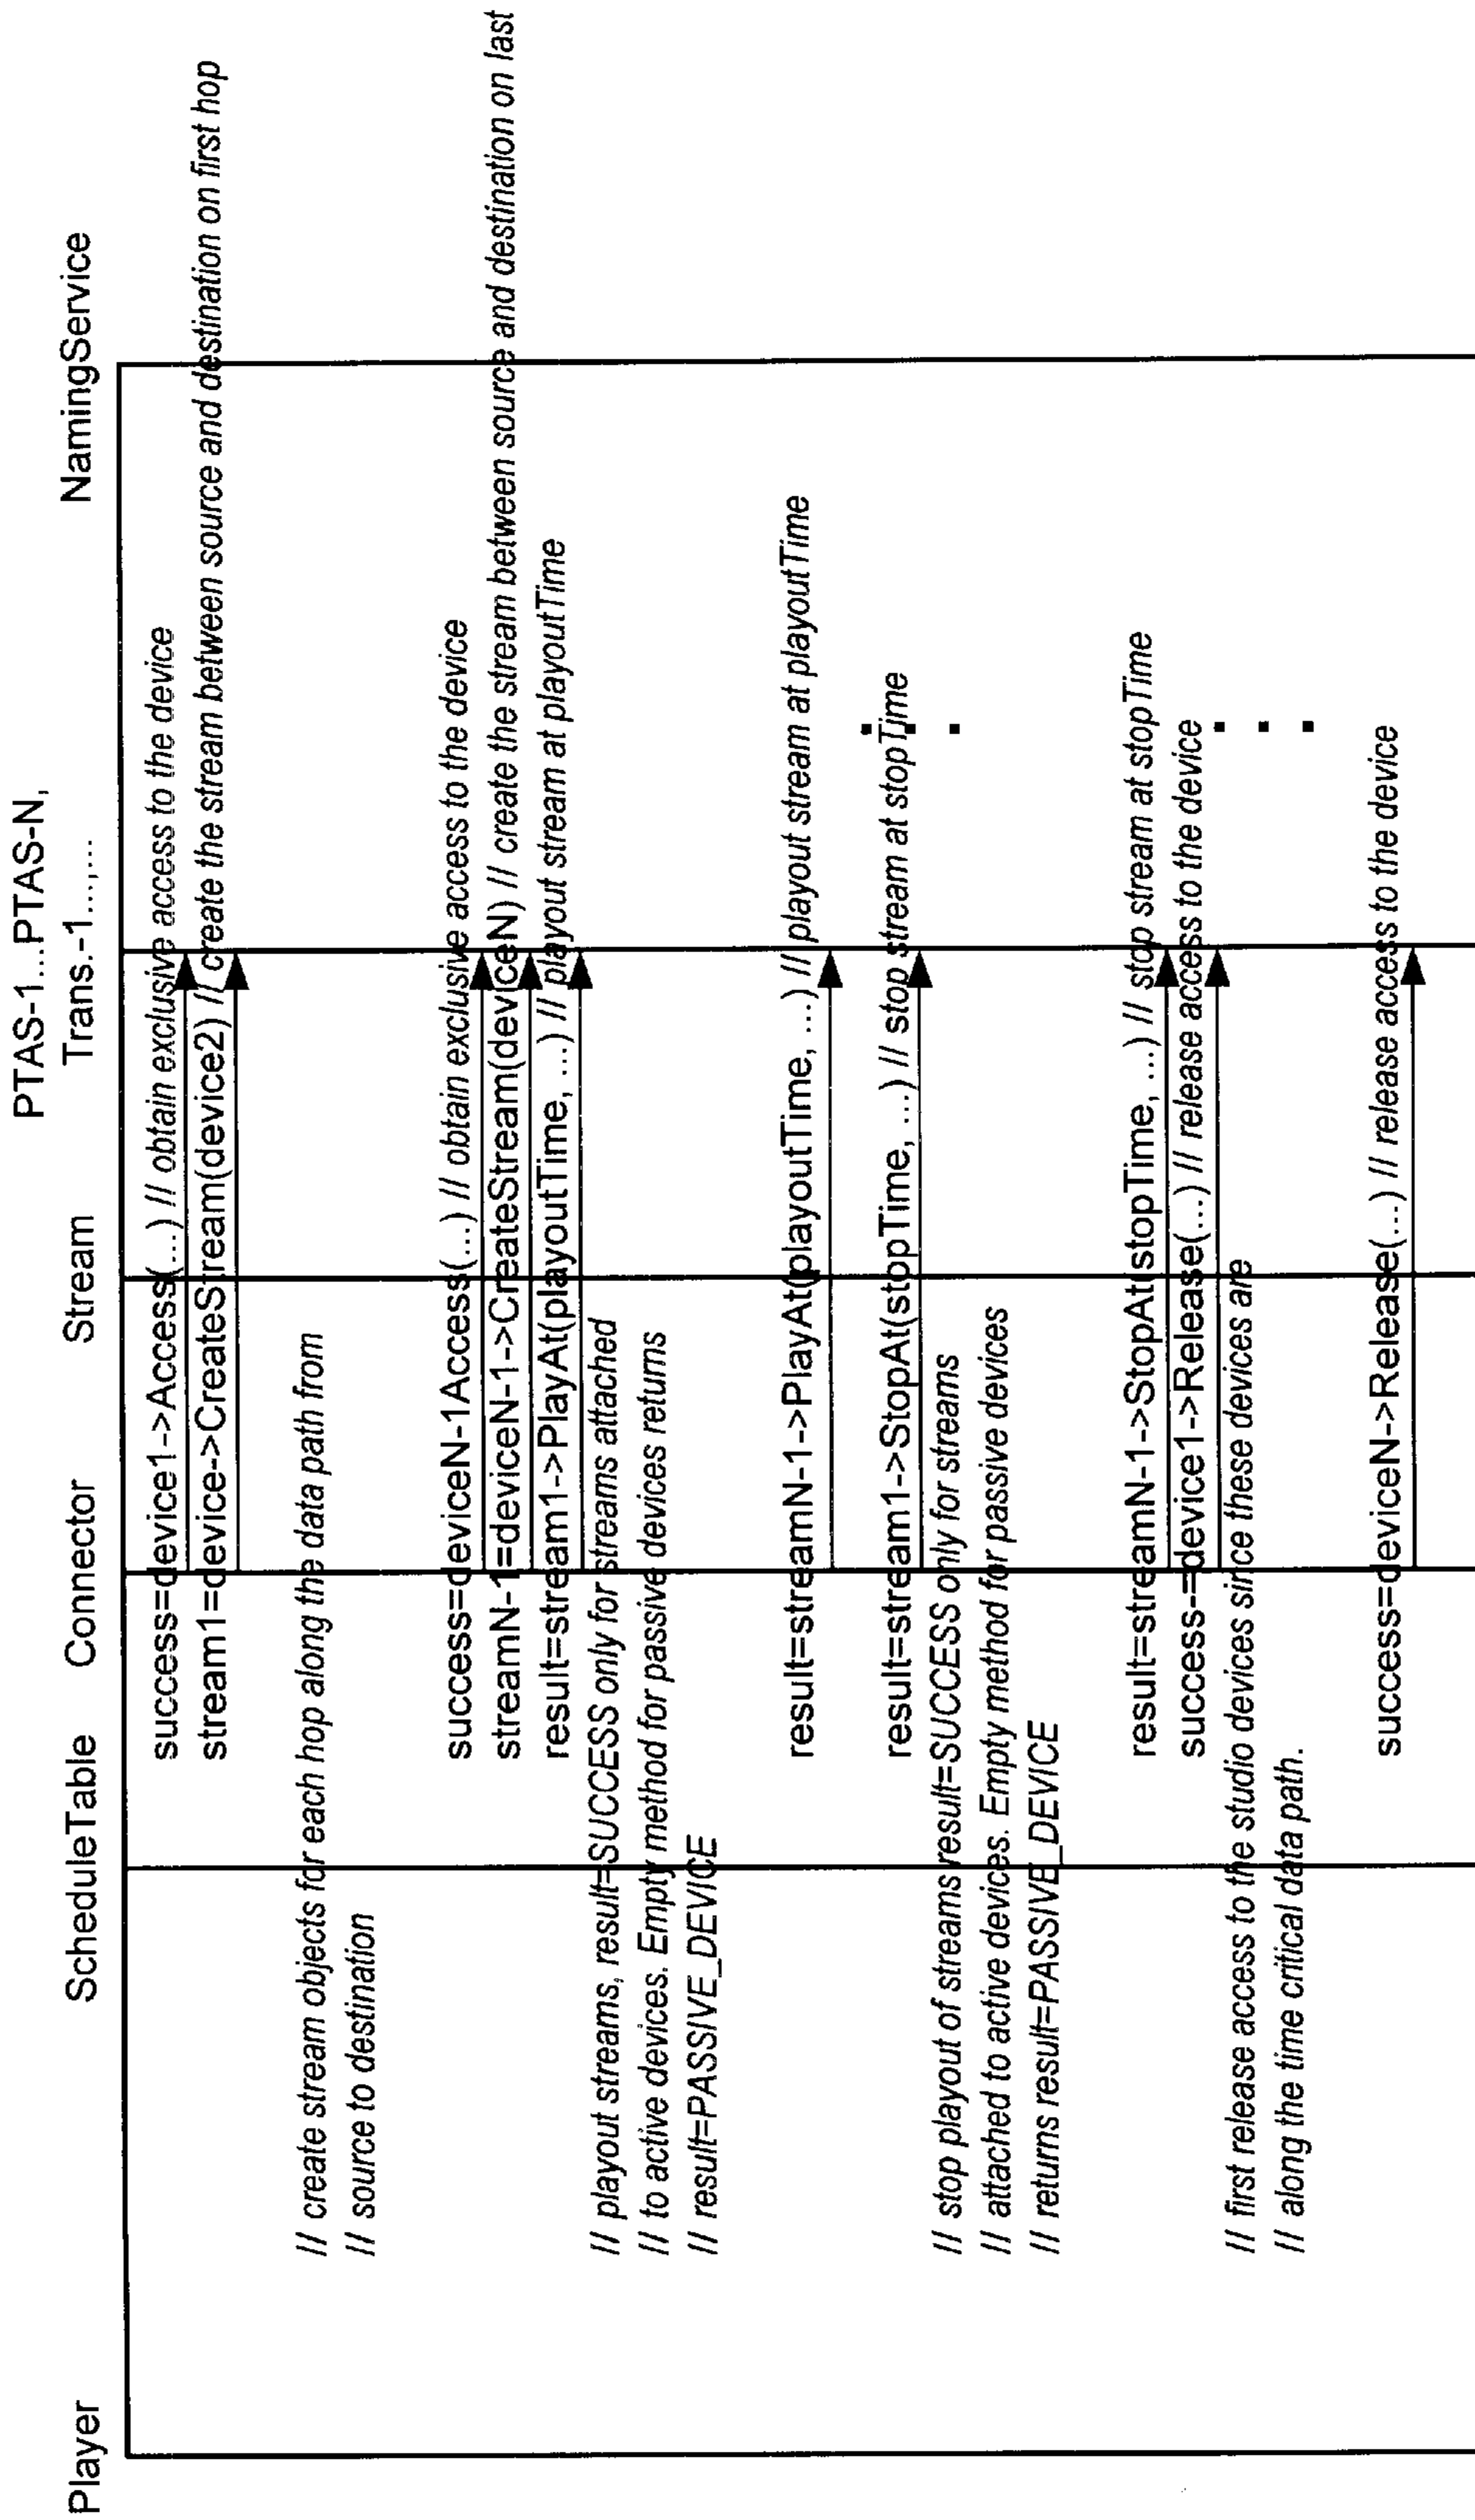 PTAS-1...PTAS-N,
Player ScheduleTable Connector Stream Trans.-1...,... NamingService
success=device1->Access(...) // obtain exclusive access to the device
stream1=device->CreateStream(device2) // create the stream between source and destination on first hop
// create stream objects for each hop along the data path from
// source to destination
success=deviceN-1Access(...) // obtain exclusive access to the device
streamN-1=deviceN-1->CreateStream(deviceN) // create the stream between source and destination on last
result=stream1->PlayAt(playoutTime, ...) // playout stream at playoutTime
// playout streams, result=SUCCESS only for streams attached
// to active devices. Empty method for passive devices returns
// result=PASSIVE_DEVICE
result=streamN-1->PlayAt(playoutTime, ...) // playout stream at playoutTime
result=stream1->StopAt(stopTime, ...) // stop stream at stopTime
// stop playout of streams result=SUCCESS only for streams
// attached to active devices. Empty method for passive devices
// returns result=PASSIVE_DEVICE
result=streamN-1->StopAt(stopTime, ...) // stop stream at stopTime
success-=device1->Release(...) // release access to the device
// first release access to the studio devices since these devices are
// along the time critical data path.
success=deviceN->Release(...) // release access to the device